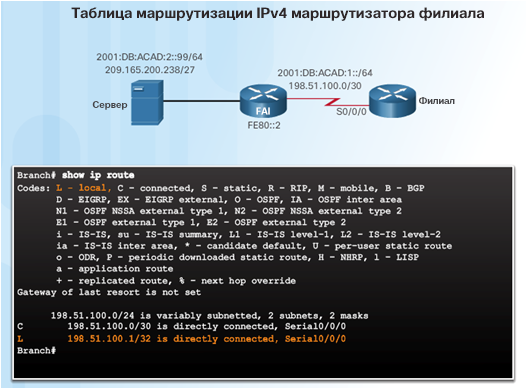 Таблица маршрутизации IPv4 маршрутизатора филиала
2001:DB:ACAD:2::99/64
209.165.200.238/27
2001:DB:ACAD:1::/64
198.51.100.0/30
Сервер
FAI
Филиал
S0/0/0
FE80::2
Branch# show ip route
Codes: L - local, C - connected, S - static, R - RIP, M - mobile, B - BGP
D - EIGRP, EX - EIGRP external, O - OSPF, IA - OSPF inter area
N1 - OSPF NSSA external type 1, N2 - OSPF NSSA external type 2
E1 - OSPF external type 1, E2 - OSPF external type 2
i - IS-IS, su - IS-IS summary, L1 - IS-IS level-1, L2 - IS-IS level-2
ia - IS-IS inter area, * - candidate default, U - per-user static route
o - ODR, P - periodic downloaded static route, H - NHRP, l - LISP
a - application route
+ - replicated route, % - next hop override
Gateway of last resort is not set
198.51.100.0/24 is variably subnetted, 2 subnets, 2 masks
C 198.51.100.0/30 is directly connected, Serial0/0/0
L 198.51.100.1/32 is directly connected, Serial0/0/0
Branch#